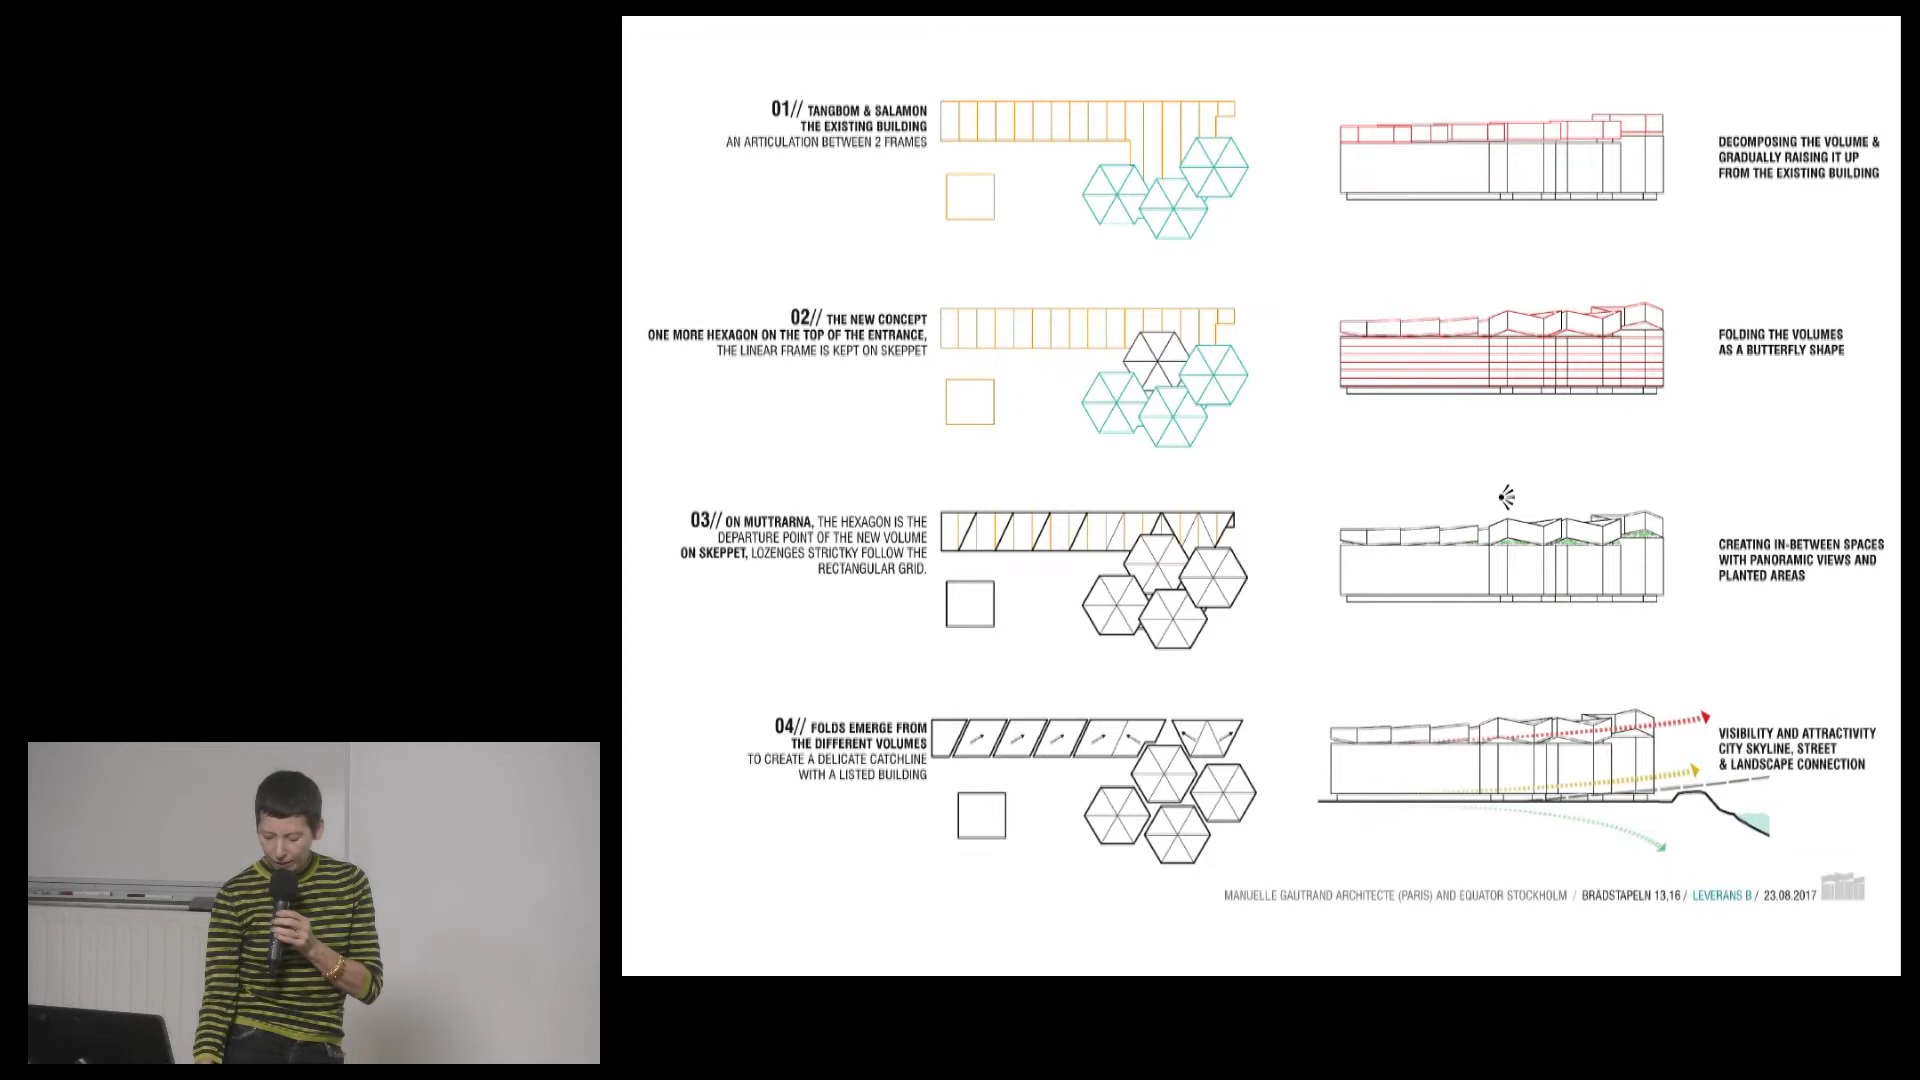 01// TANGBOM & SALAMON
THE EXISTING BUILDING
AN ARTICULATION BETWEEN 2 FRAMES
DECOMPOSING THE VOLUME &
GRADUALLY RAISING IT UP
FROM THE EXISTING BUILDING
02// THE NEW CONCEPT
ONE MORE HEXAGON ON THE TOP OF THE ENTRANCE,
THE LINEAR FRAME IS KEPT ON SKEPPET
FOLDING THE VOLUMES
AS A BUTTERFLY SHAPE
03// ON MUTTRARNA, THE HEXAGON IS THE
DEPARTURE POINT OF THE NEW VOLUME
ON SKEPPET, LOZENGES STRICTKY FOLLOW THE
RECTANGULAR GRID.
CREATING IN-BETWEEN SPACES
WITH PANORAMIC VIEWS AND
PLANTED AREAS
04// FOLDS EMERGE FROM
THE DIFFERENT VOLUMES
TO CREATE A DELICATE CATCHLINE
WITH A LISTED BUILDING
VISIBILITY AND ATTRACTIVITY
CITY SKYLINE, STREET
& LANDSCAPE CONNECTION
MANUELLE GAUTRAND ARCHITECTE (PARIS) AND EQUATOR STOCKHOLM / BRÄDSTAPELN 13,16 / LEVERANS B / 23.08.2017